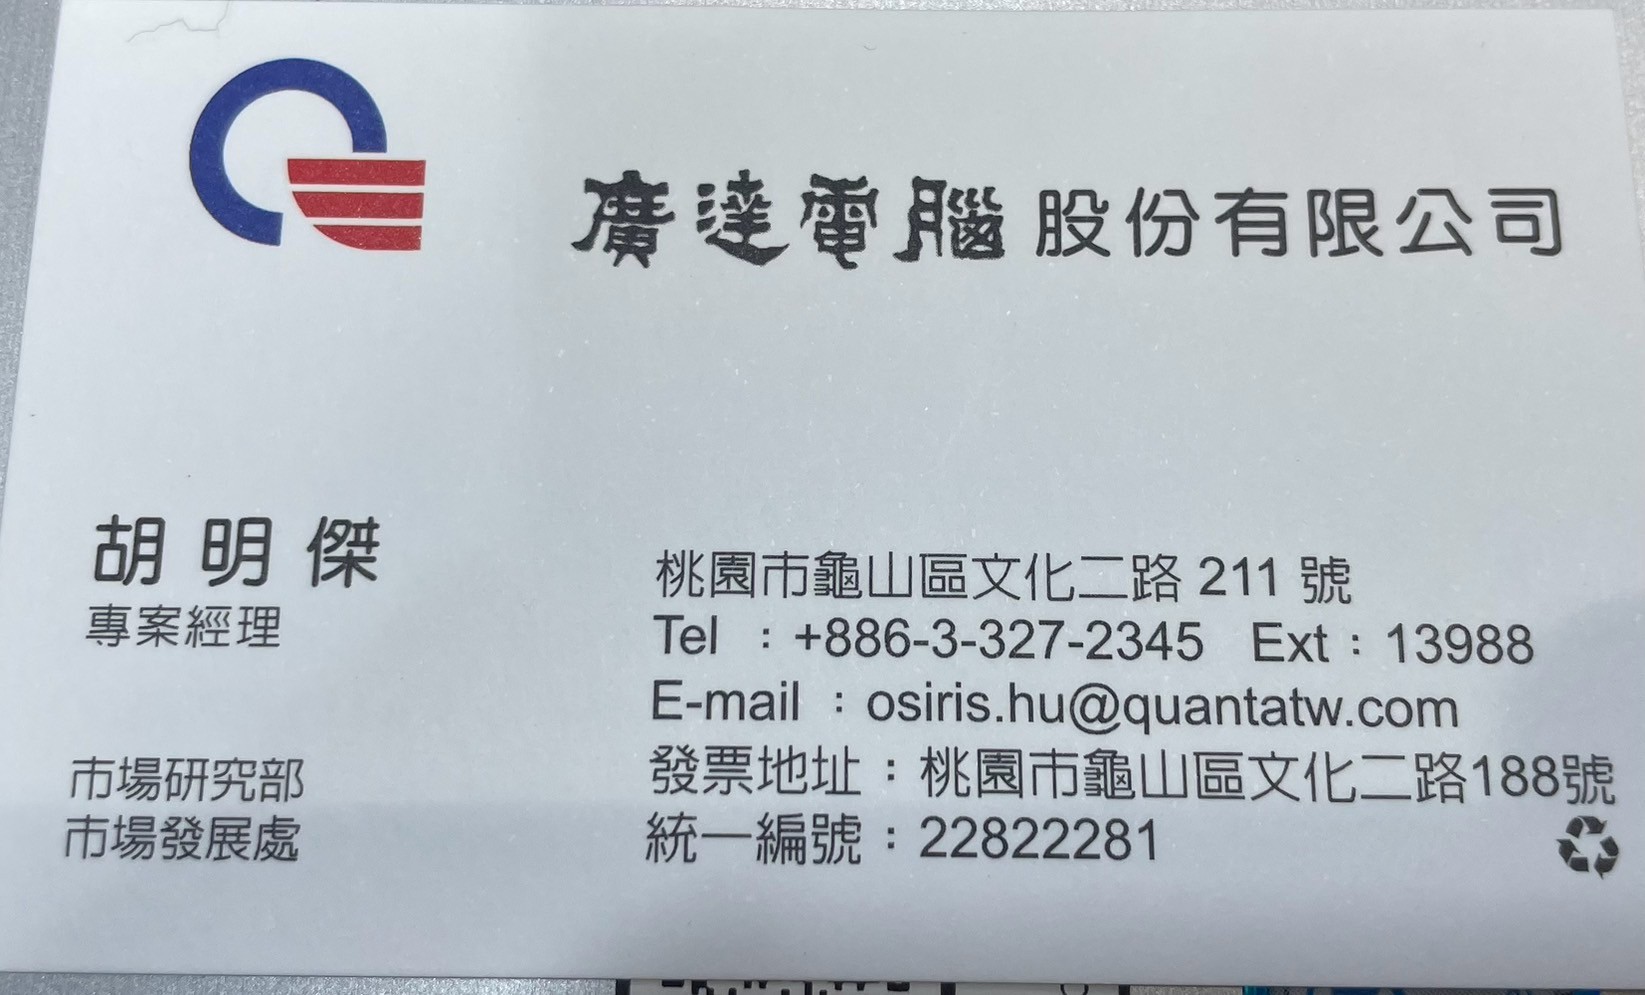 廣達電腦股份有限公司
胡明傑
專案經理
市場研究部
市場發展處
桃園市龜山區文化二路 211 號
Tel ：+886-3-327-2345 Ext：13988
E-mail ：osiris.hu@quantatw.com
發票地址：桃園市龜山區文化二路188號
統一編號：22822281